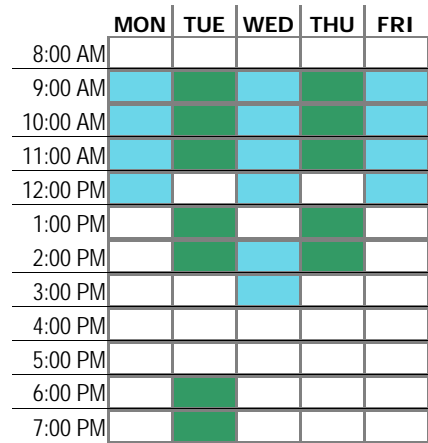 MON TUE WED THU FRI
8:00 AM
9:00 AM
10:00 AM
11:00 AM
12:00 PM
1:00 PM
2:00 PM
3:00 PM
4:00 PM
5:00 PM
6:00 PM
7:00 PM